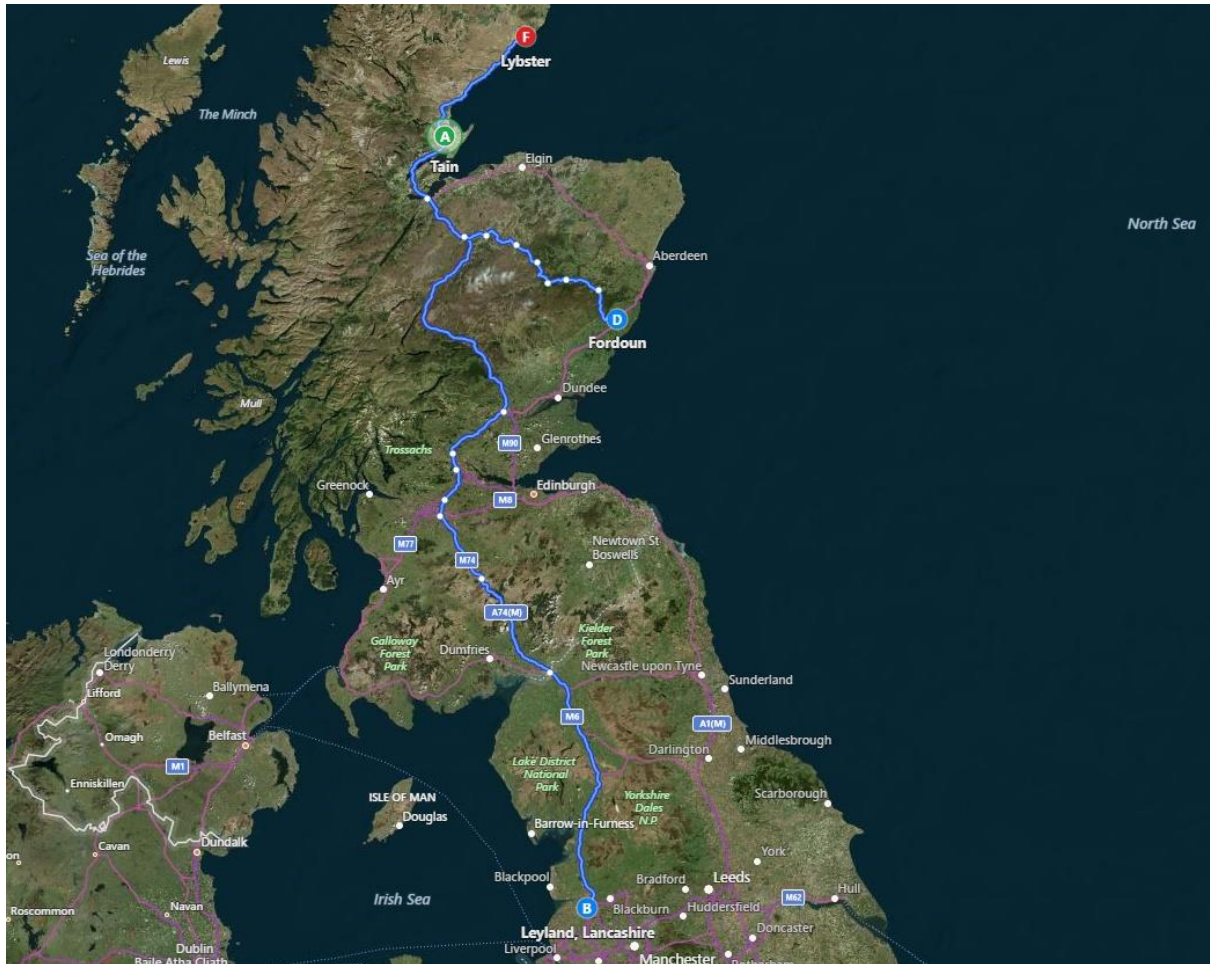 F
Lybster
Lewis
The Minch
A
Tain
Elgin
North Sea
Sea of the
Hebrides
Aberdeen
D
Fordoun
Dundee
Mull
M90
Glenrothes
Trossachs
Greenock
Edinburgh
M8
M77
Newtown St
Boswells
M74
Ayr
A74(M)
Galloway
Forest
Park
Kielder
Forest
Park
Londonderry
Derry
Dumfries
Newcastle upon Tyne
Sunderland
Lifford
Ballymena
M6
A1(M)
Omagh
Belfast
Middlesbrough
Darlington
M1
Lake District
National
Park
Enniskillen
Yorkshire
Dales
N.P
Scarborough
ISLE OF MAN
Douglas
Barrow-in-Furness
Dundalk
Cavan
York
on
Blackpool
Bradford
Leeds
Irish Sea
M62
Hull
B
Blackburn
Huddersfield
Roscommon
Navan
Leyland, Lancashire
Doncaster
Dublin
Liverpool
Manchester
Baile Átha Cliath